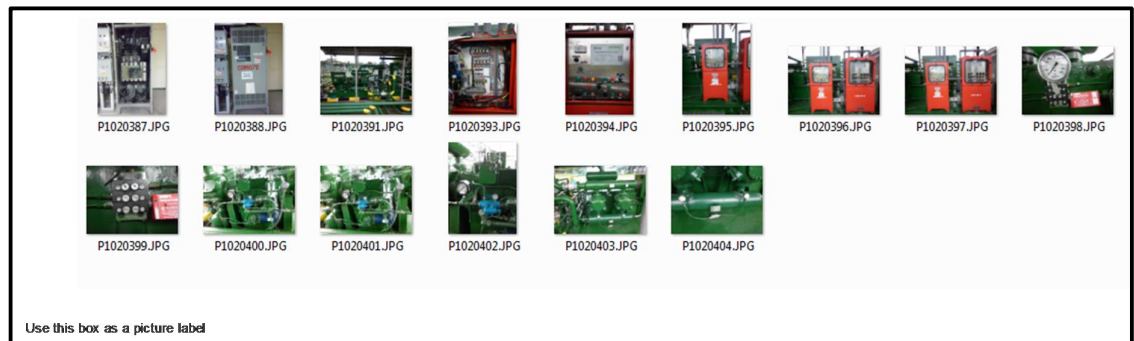 P1020387.JPG P1020388.JPG P1020391.JPG P1020393.JPG P1020394.JPG P1020395.JPG P1020396.JPG P1020397.JPG P1020398.JPG
P1020399.JPG P1020400.JPG P1020401.JPG P1020402.JPG P1020403.JPG P1020404.JPG
Use this box as a picture label